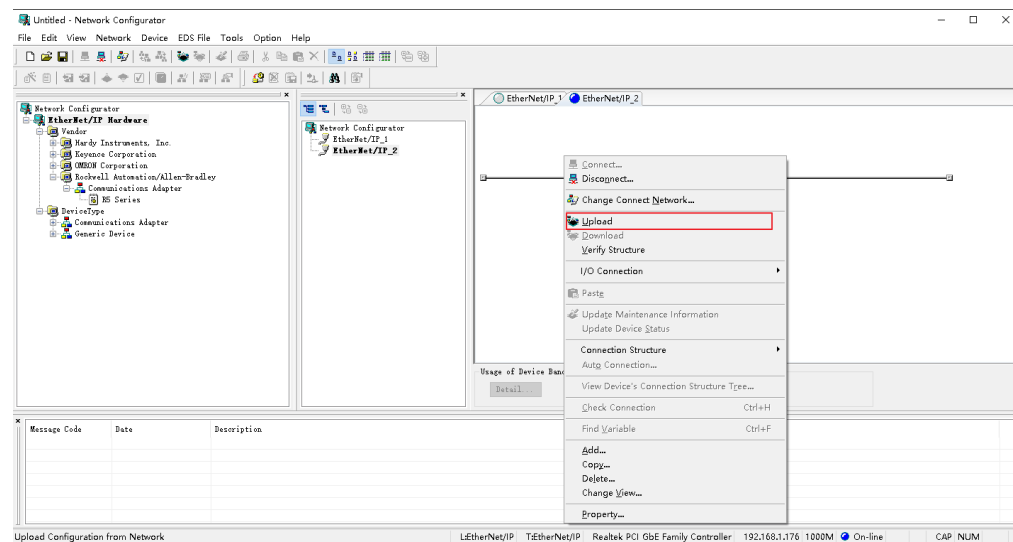 Untitled - Network Configurator
File Edit View Network Device EDS File Tools Option Help
Network Configurator
EtherNet/IP Hardware
Vendor
Hardy Instruments, Inc.
Keyence Corporation
OMRON Corporation
Rockwell Automation/Allen-Bradley
Communications Adapter
R5 Series
DeviceType
Communications Adapter
Generic Device
Network Configurator
EtherNet/IP_1
EtherNet/IP_2
EtherNet/IP_1 EtherNet/IP_2
Connect...
Disconnect...
Change Connect Network...
Upload
Download
Verify Structure
I/O Connection
Paste
Update Maintenance Information
Update Device Status
Connection Structure
Auto Connection...
View Device's Connection Structure Tree...
Check Connection Ctrl+H
Find Variable Ctrl+F
Add...
Copy...
Delete...
Change View...
Property...
Usage of Device Band
Detail...
Message Code Date Description
Upload Configuration from Network L:EtherNet/IP T:EtherNet/IP Realtek PCI GbE Family Controller 192.168.1.176 1000M On-line CAP NUM